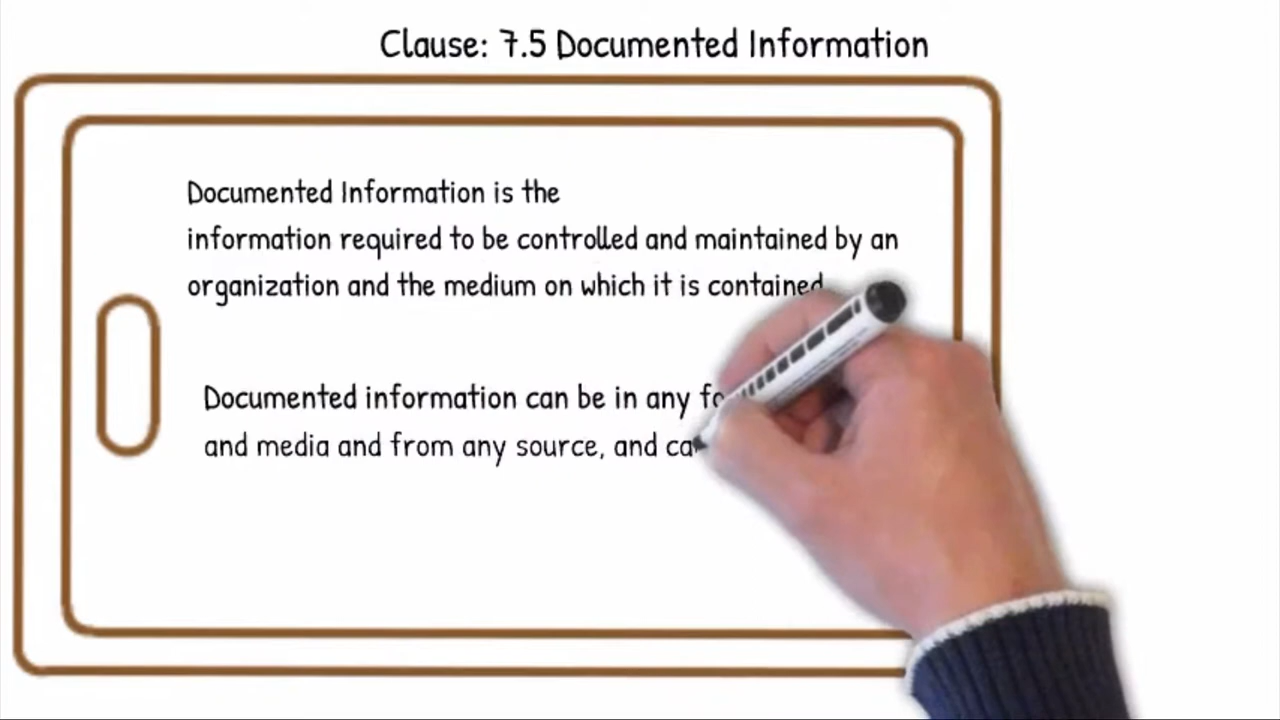 Clause: 7.5 Documented Information
Documented Information is the
information required to be controlled and maintained by an
organization and the medium on which it is contained
Documented information can be in any
and media and from any source, and